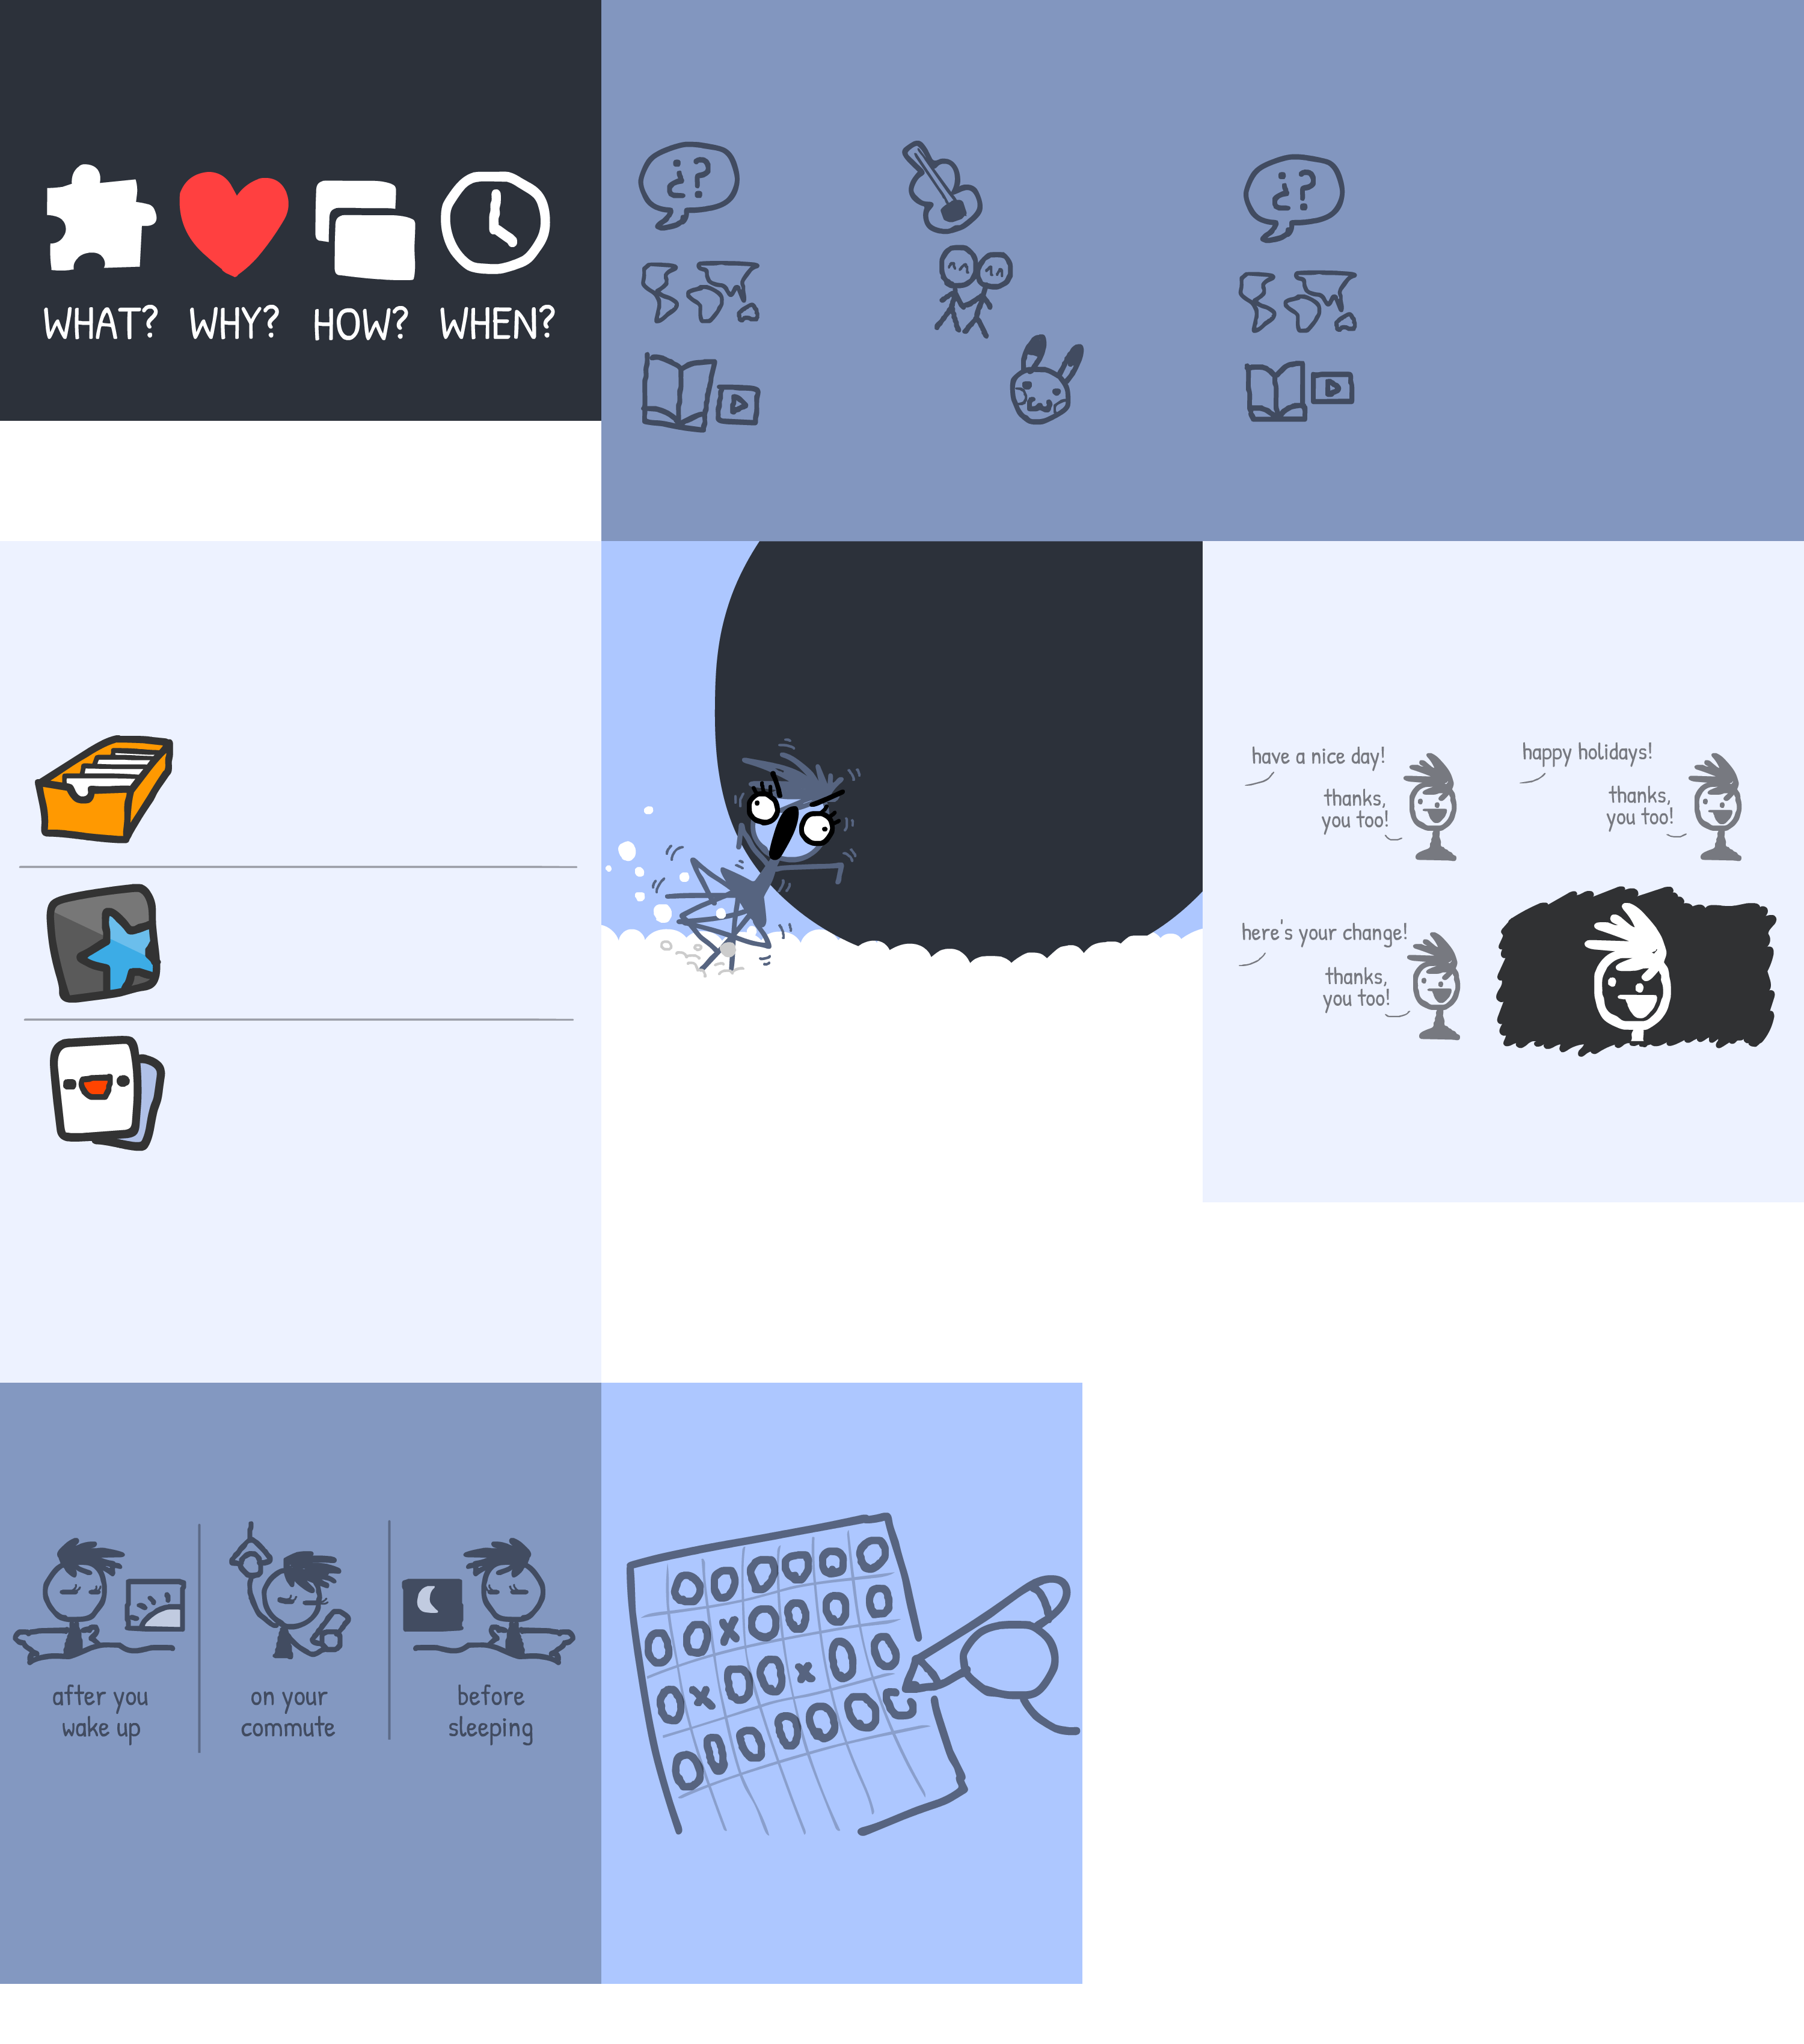 WHAT? WHY? HOW? WHEN?
¿?
¿?
have a nice day!
thanks,
you too!
happy holidays!
thanks,
you too!
here's your change!
thanks,
you too!
after you
wake up
on your
commute
before
sleeping